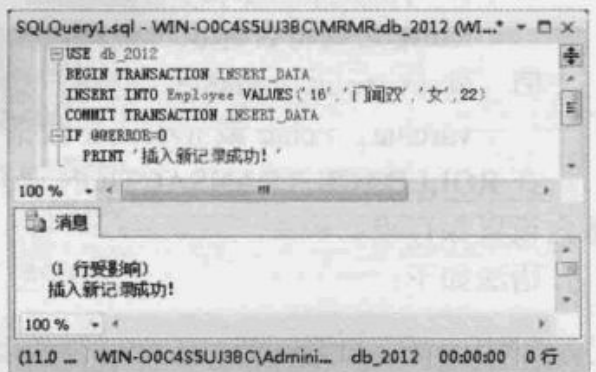 SQLQuery1.sql - WIN-O0C4S5UJ3BC\MRMR.db_2012 (WI...*
USE db_2012
BEGIN TRANSACTION INSERT_DATA
INSERT INTO Employee VALUES('16','门闻双','女',22)
COMMIT TRANSACTION INSERT_DATA
IF @@ERROR=0
PRINT '插入新记录成功!'
100 %
消息
(1 行受影响)
插入新记录成功!
100 %
(11.0 ... WIN-O0C4S5UJ3BC\Admini... db_2012 00:00:00 0 行